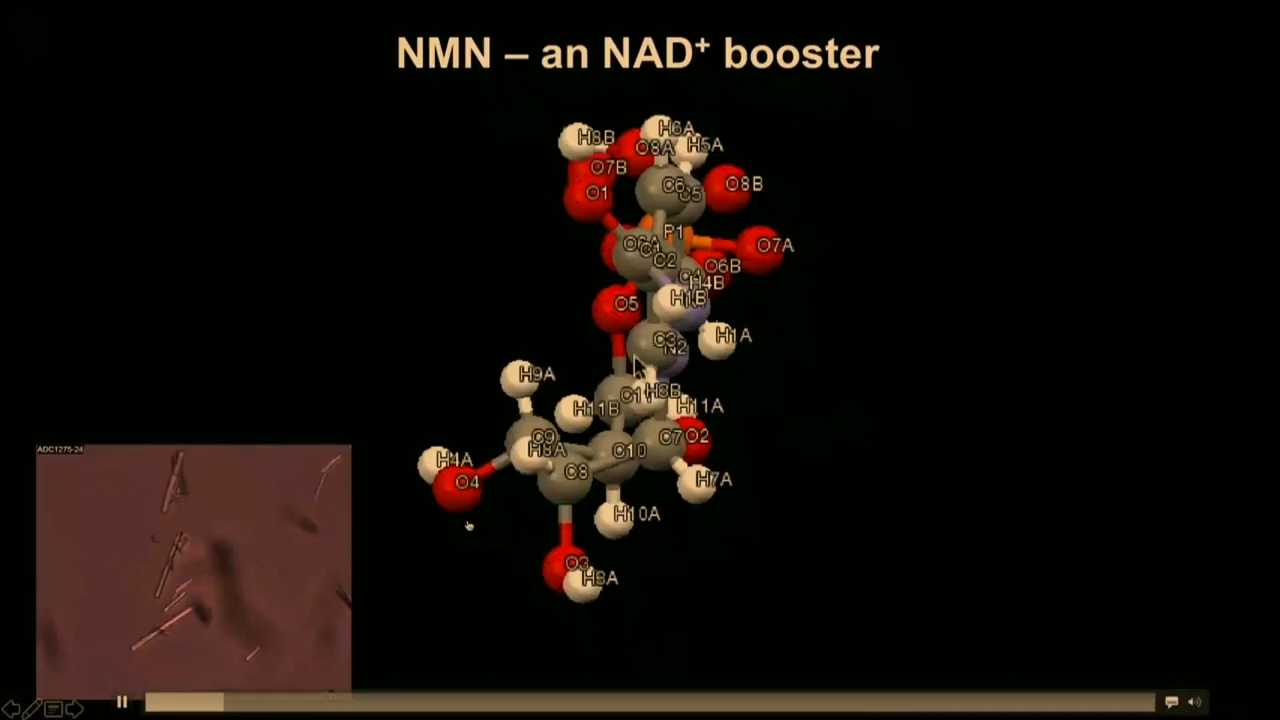 NMN – an NAD⁺ booster
H6A
H8B
H5A
O8A
O7B
O8B
O1
C6
C5
P1
O7A
C2
O6B
H4B
H1B
O5
H1A
C3
N2
H9A
H3B
H11A
H11B
C9
C7
O2
C10
H4A
C8
O4
H7A
H10A
O3
ADC1275-24